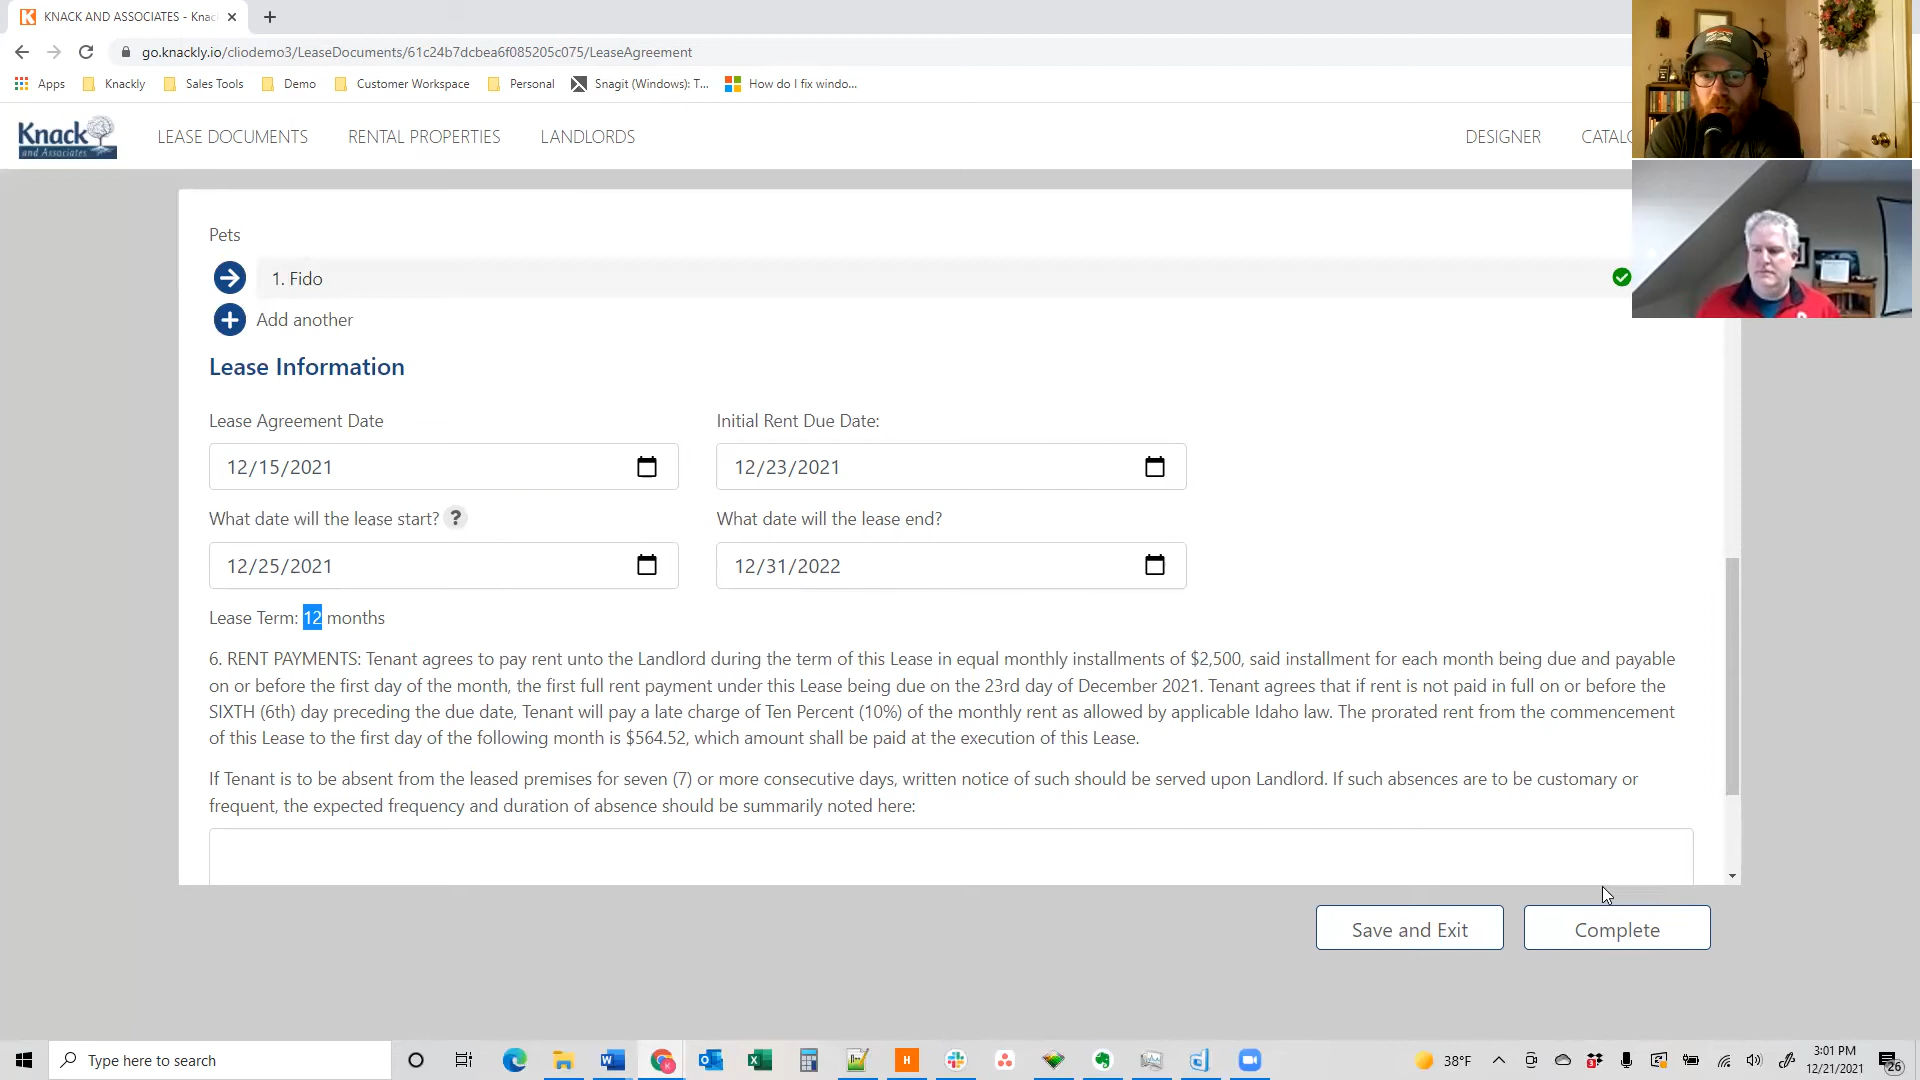 KNACK AND ASSOCIATES - Knac
go.knackly.io/cliodemo3/LeaseDocuments/61c24b7dcbea6f085205c075/LeaseAgreement
Apps Knackly Sales Tools Demo Customer Workspace Personal Snagit (Windows): T... How do I fix windo...
Knack
and Associates
LEASE DOCUMENTS RENTAL PROPERTIES LANDLORDS DESIGNER CATALO
Pets
1. Fido
Add another
Lease Information
Lease Agreement Date Initial Rent Due Date:
12/15/2021 12/23/2021
What date will the lease start? ? What date will the lease end?
12/25/2021 12/31/2022
Lease Term: 12 months
6. RENT PAYMENTS: Tenant agrees to pay rent unto the Landlord during the term of this Lease in equal monthly installments of $2,500, said installment for each month being due and payable
on or before the first day of the month, the first full rent payment under this Lease being due on the 23rd day of December 2021. Tenant agrees that if rent is not paid in full on or before the
SIXTH (6th) day preceding the due date, Tenant will pay a late charge of Ten Percent (10%) of the monthly rent as allowed by applicable Idaho law. The prorated rent from the commencement
of this Lease to the first day of the following month is $564.52, which amount shall be paid at the execution of this Lease.
If Tenant is to be absent from the leased premises for seven (7) or more consecutive days, written notice of such should be served upon Landlord. If such absences are to be customary or
frequent, the expected frequency and duration of absence should be summarily noted here:
Save and Exit Complete
Type here to search
38°F
3:01 PM
12/21/2021
26